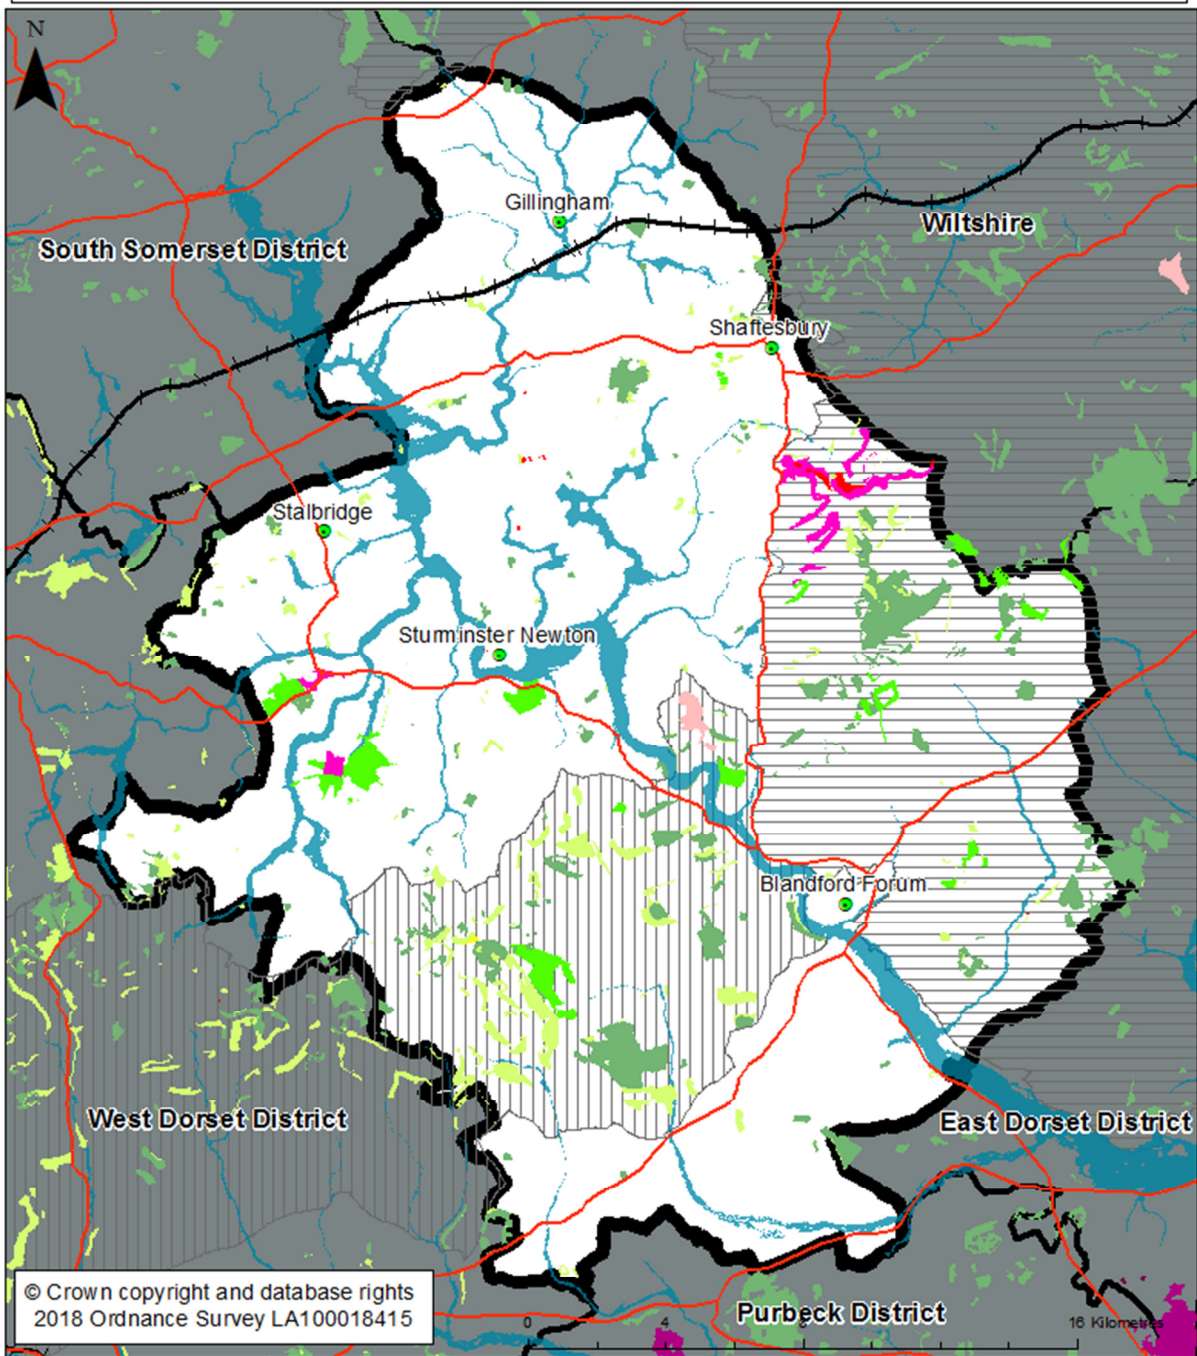 N
Gillingham
Wiltshire
South Somerset District
Shaftesbury
Stalbridge
Sturminster Newton
Blandford Forum
West Dorset District
East Dorset District
© Crown copyright and database rights
2018 Ordnance Survey LA100018415
Purbeck District
0 4 8 16 Kilometres